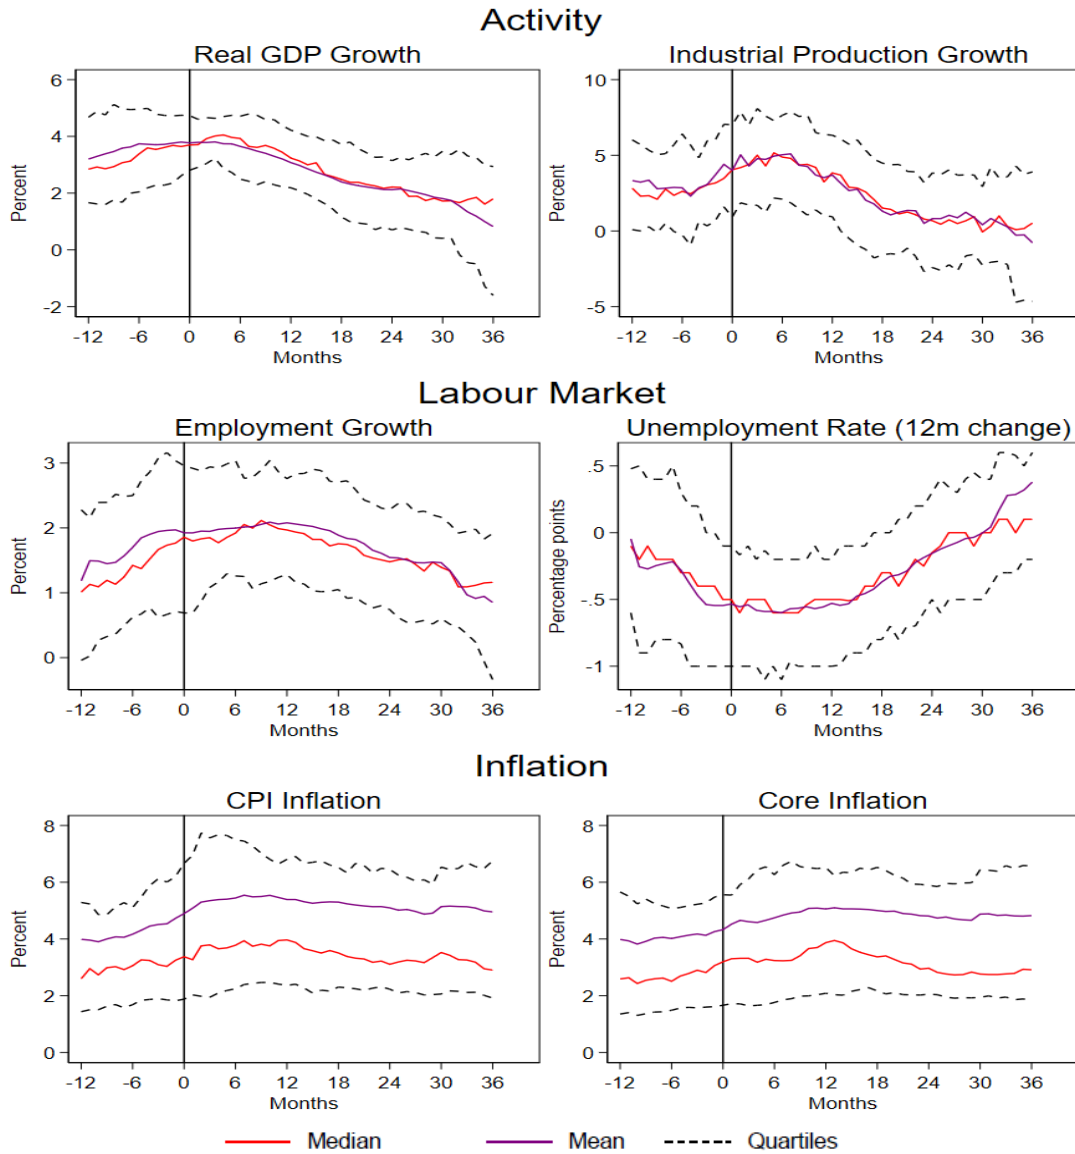 Activity
Real GDP Growth
Percent
6
4
2
0
-2
-12 -6 0 6 12 18 24 30 36
Months
Industrial Production Growth
Percent
10
5
0
-5
-12 -6 0 6 12 18 24 30 36
Months
Labour Market
Employment Growth
Percent
3
2
1
0
-12 -6 0 6 12 18 24 30 36
Months
Unemployment Rate (12m change)
Percentage points
.5
0
-.5
-1
-12 -6 0 6 12 18 24 30 36
Months
Inflation
CPI Inflation
Percent
8
6
4
2
0
-12 -6 0 6 12 18 24 30 36
Months
Core Inflation
Percent
8
6
4
2
0
-12 -6 0 6 12 18 24 30 36
Months
Median Mean Quartiles